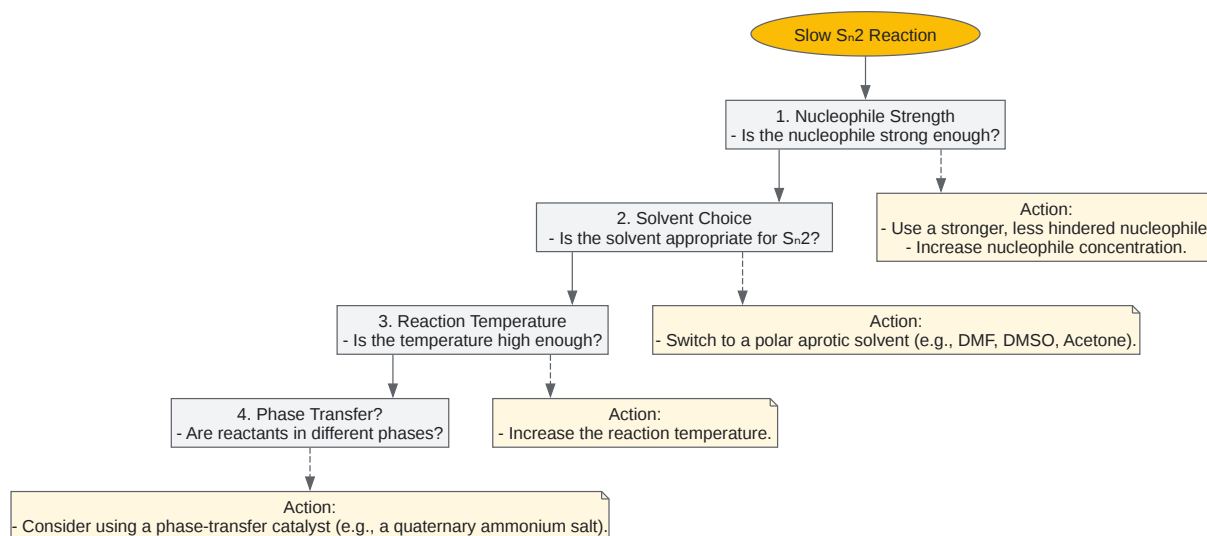 Slow Sₙ2 Reaction
1. Nucleophile Strength
- Is the nucleophile strong enough?
Action:
- Use a stronger, less hindered nucleophile
- Increase nucleophile concentration.
2. Solvent Choice
- Is the solvent appropriate for Sₙ2?
Action:
- Switch to a polar aprotic solvent (e.g., DMF, DMSO, Acetone).
3. Reaction Temperature
- Is the temperature high enough?
Action:
- Increase the reaction temperature.
4. Phase Transfer?
- Are reactants in different phases?
Action:
- Consider using a phase-transfer catalyst (e.g., a quaternary ammonium salt).